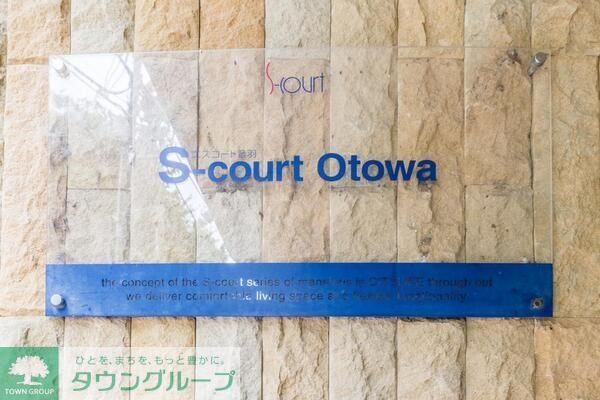 S-court
エスコート音羽
S-court Otowa
the concept of the S-court series of mansions is through out
we deliver comfortable living space and
ひとを、まちを、もっと豊かに。
タウングループ
TOWN GROUP